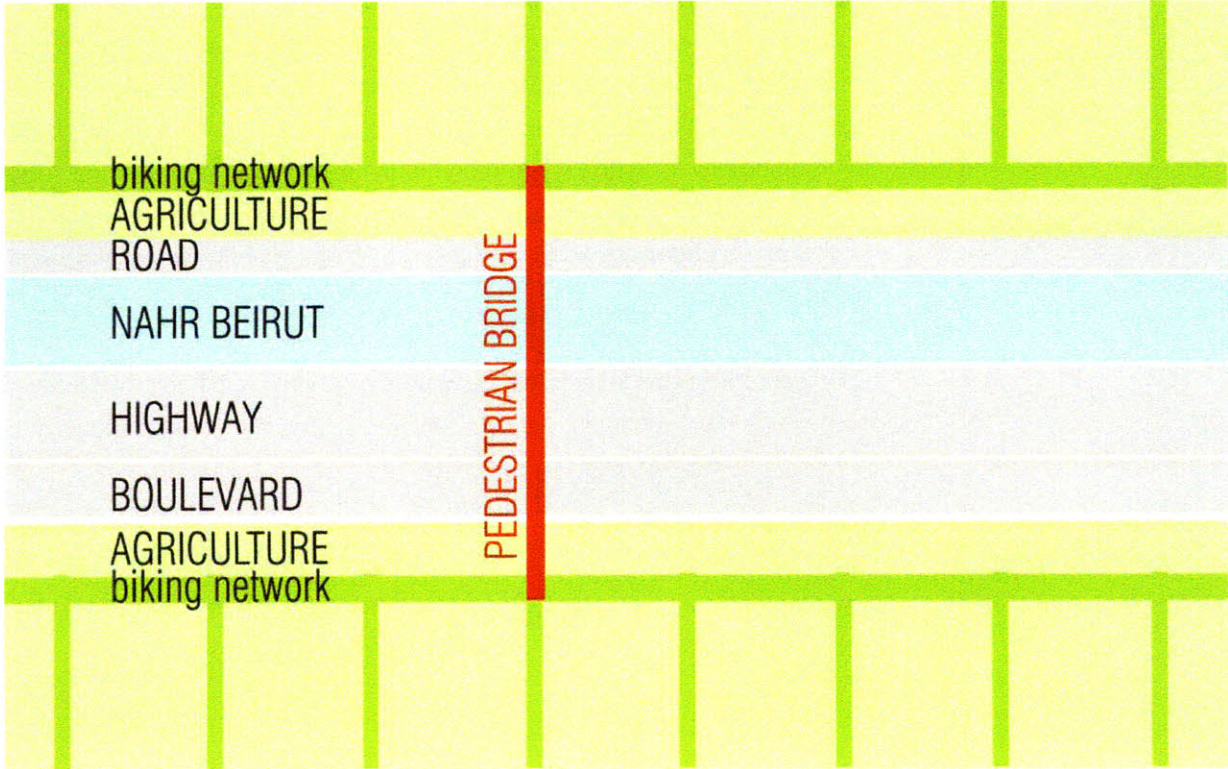 biking network
AGRICULTURE
ROAD
NAHR BEIRUT
HIGHWAY
BOULEVARD
AGRICULTURE
biking network
PEDESTRIAN BRIDGE